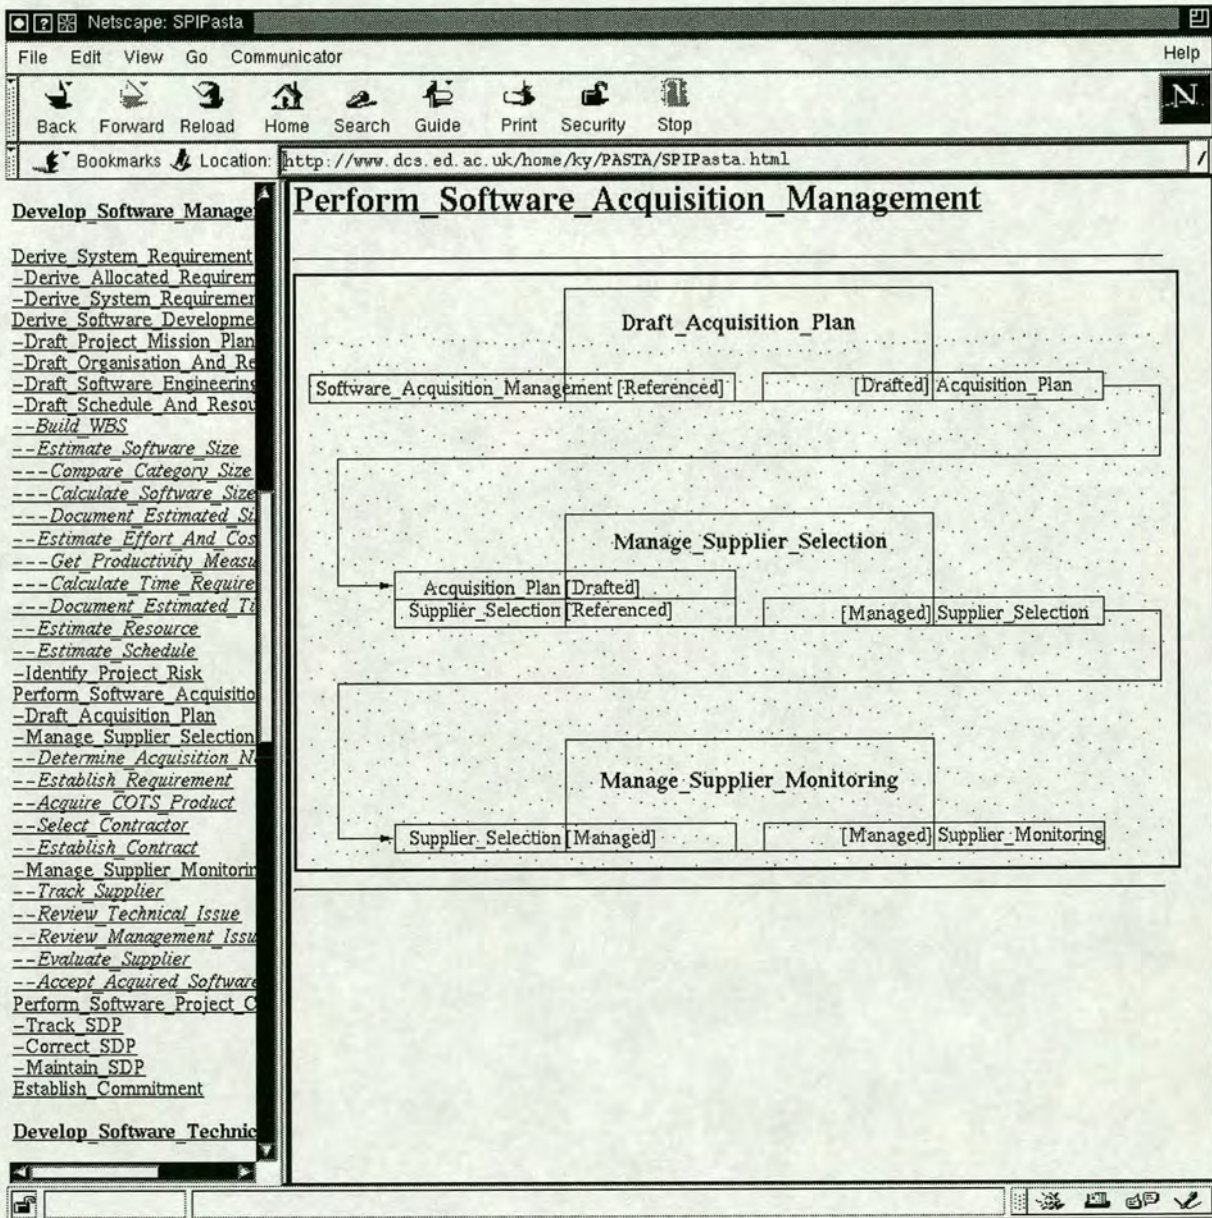 Netscape: SPIPasta
File Edit View Go Communicator Help
Back Forward Reload Home Search Guide Print Security Stop
N
Bookmarks Location: http://www.dcs.ed.ac.uk/home/ky/PASTA/SPIPasta.html
Develop_Software_Manager
Derive_System_Requirement
-Derive_Allocated_Requirem
-Derive_System_Requiremen
Derive_Software_Developme
-Draft_Project_Mission_Plan
-Draft_Organisation_And_Re
-Draft_Software_Engineering
-Draft_Schedule_And_Resou
--Build_WBS
--Estimate_Software_Size
---Compare_Category_Size
---Calculate_Software_Size
---Document_Estimated_Si
--Estimate_Effort_And_Cos
---Get_Productivity_Measu
---Calculate_Time_Require
---Document_Estimated_Ti
--Estimate_Resource
--Estimate_Schedule
-Identify_Project_Risk
Perform_Software_Acquisitio
-Draft_Acquisition_Plan
-Manage_Supplier_Selection
--Determine_Acquisition_N
--Establish_Requirement
--Acquire_COTS_Product
--Select_Contractor
--Establish_Contract
-Manage_Supplier_Monitorin
--Track_Supplier
--Review_Technical_Issue
--Review_Management_Issu
--Evaluate_Supplier
--Accept_Acquired_Software
Perform_Software_Project_C
-Track_SDP
-Correct_SDP
-Maintain_SDP
Establish_Commitment
Develop_Software_Technic
Perform_Software_Acquisition_Management
Draft_Acquisition_Plan
Software_Acquisition_Management [Referenced] [Drafted] Acquisition_Plan
Manage_Supplier_Selection
Acquisition_Plan [Drafted]
Supplier_Selection [Referenced] [Managed] Supplier_Selection
Manage_Supplier_Monitoring
Supplier_Selection [Managed] [Managed] Supplier_Monitoring